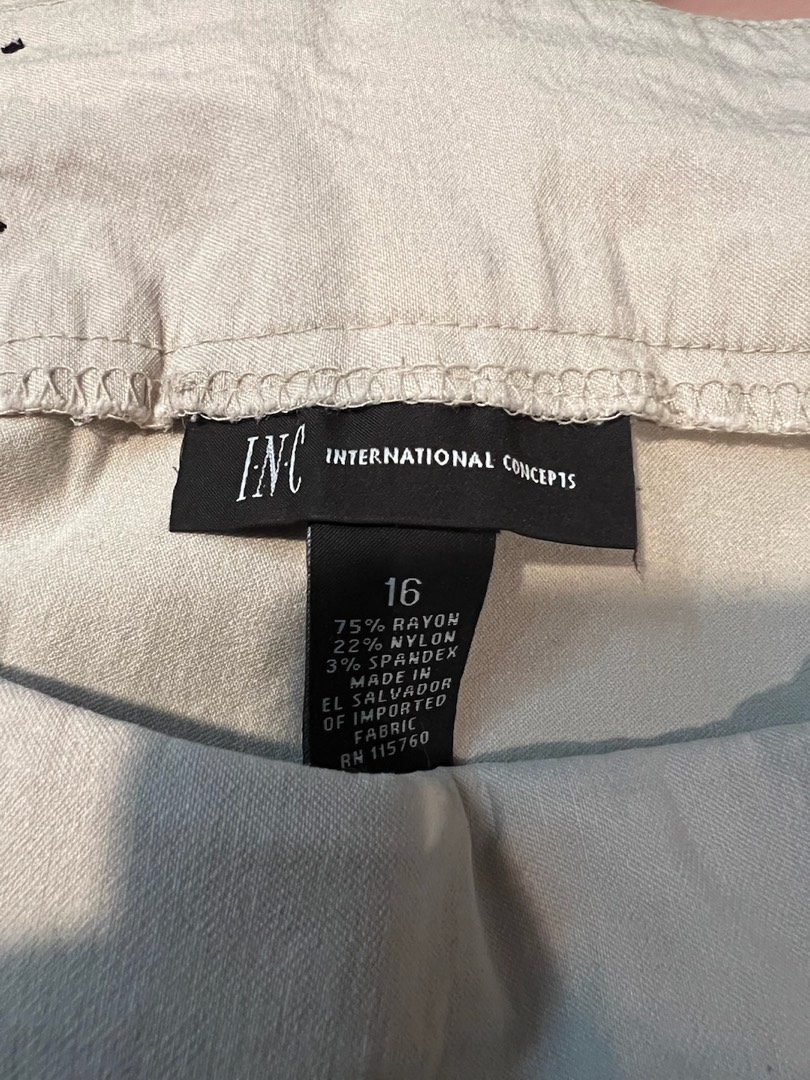 I·N·C INTERNATIONAL CONCEPTS
16
75% RAYON
22% NYLON
3% SPANDEX
MADE IN
EL SALVADOR
OF IMPORTED
FABRIC
RN 115760